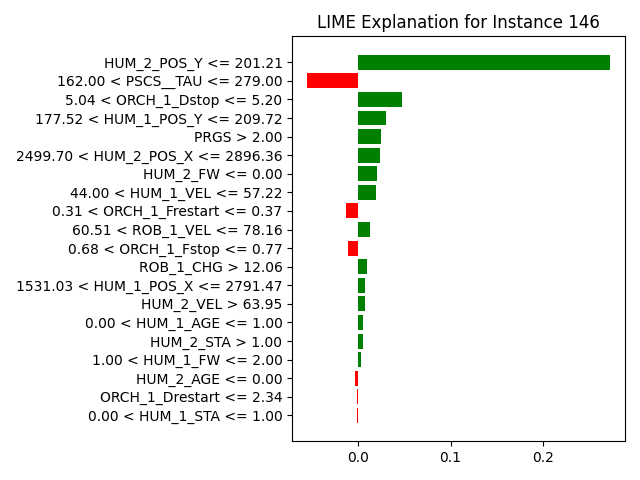 LIME Explanation for Instance 146
HUM_2_POS_Y <= 201.21
162.00 < PSCS__TAU <= 279.00
5.04 < ORCH_1_Dstop <= 5.20
177.52 < HUM_1_POS_Y <= 209.72
PRGS > 2.00
2499.70 < HUM_2_POS_X <= 2896.36
HUM_2_FW <= 0.00
44.00 < HUM_1_VEL <= 57.22
0.31 < ORCH_1_Frestart <= 0.37
60.51 < ROB_1_VEL <= 78.16
0.68 < ORCH_1_Fstop <= 0.77
ROB_1_CHG > 12.06
1531.03 < HUM_1_POS_X <= 2791.47
HUM_2_VEL > 63.95
0.00 < HUM_1_AGE <= 1.00
HUM_2_STA > 1.00
1.00 < HUM_1_FW <= 2.00
HUM_2_AGE <= 0.00
ORCH_1_Drestart <= 2.34
0.00 < HUM_1_STA <= 1.00
0.0 0.1 0.2